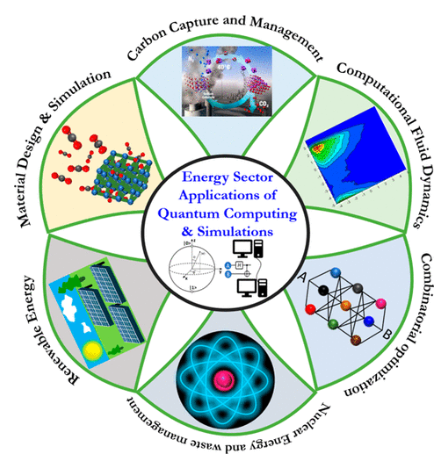 Carbon Capture and Management
Computational Fluid Dynamics
Combinatorial optimization
Nuclear Energy and waste management
Renewable Energy
Material Design & Simulation
Energy Sector
Applications of
Quantum Computing
& Simulations
A
B
CO₂